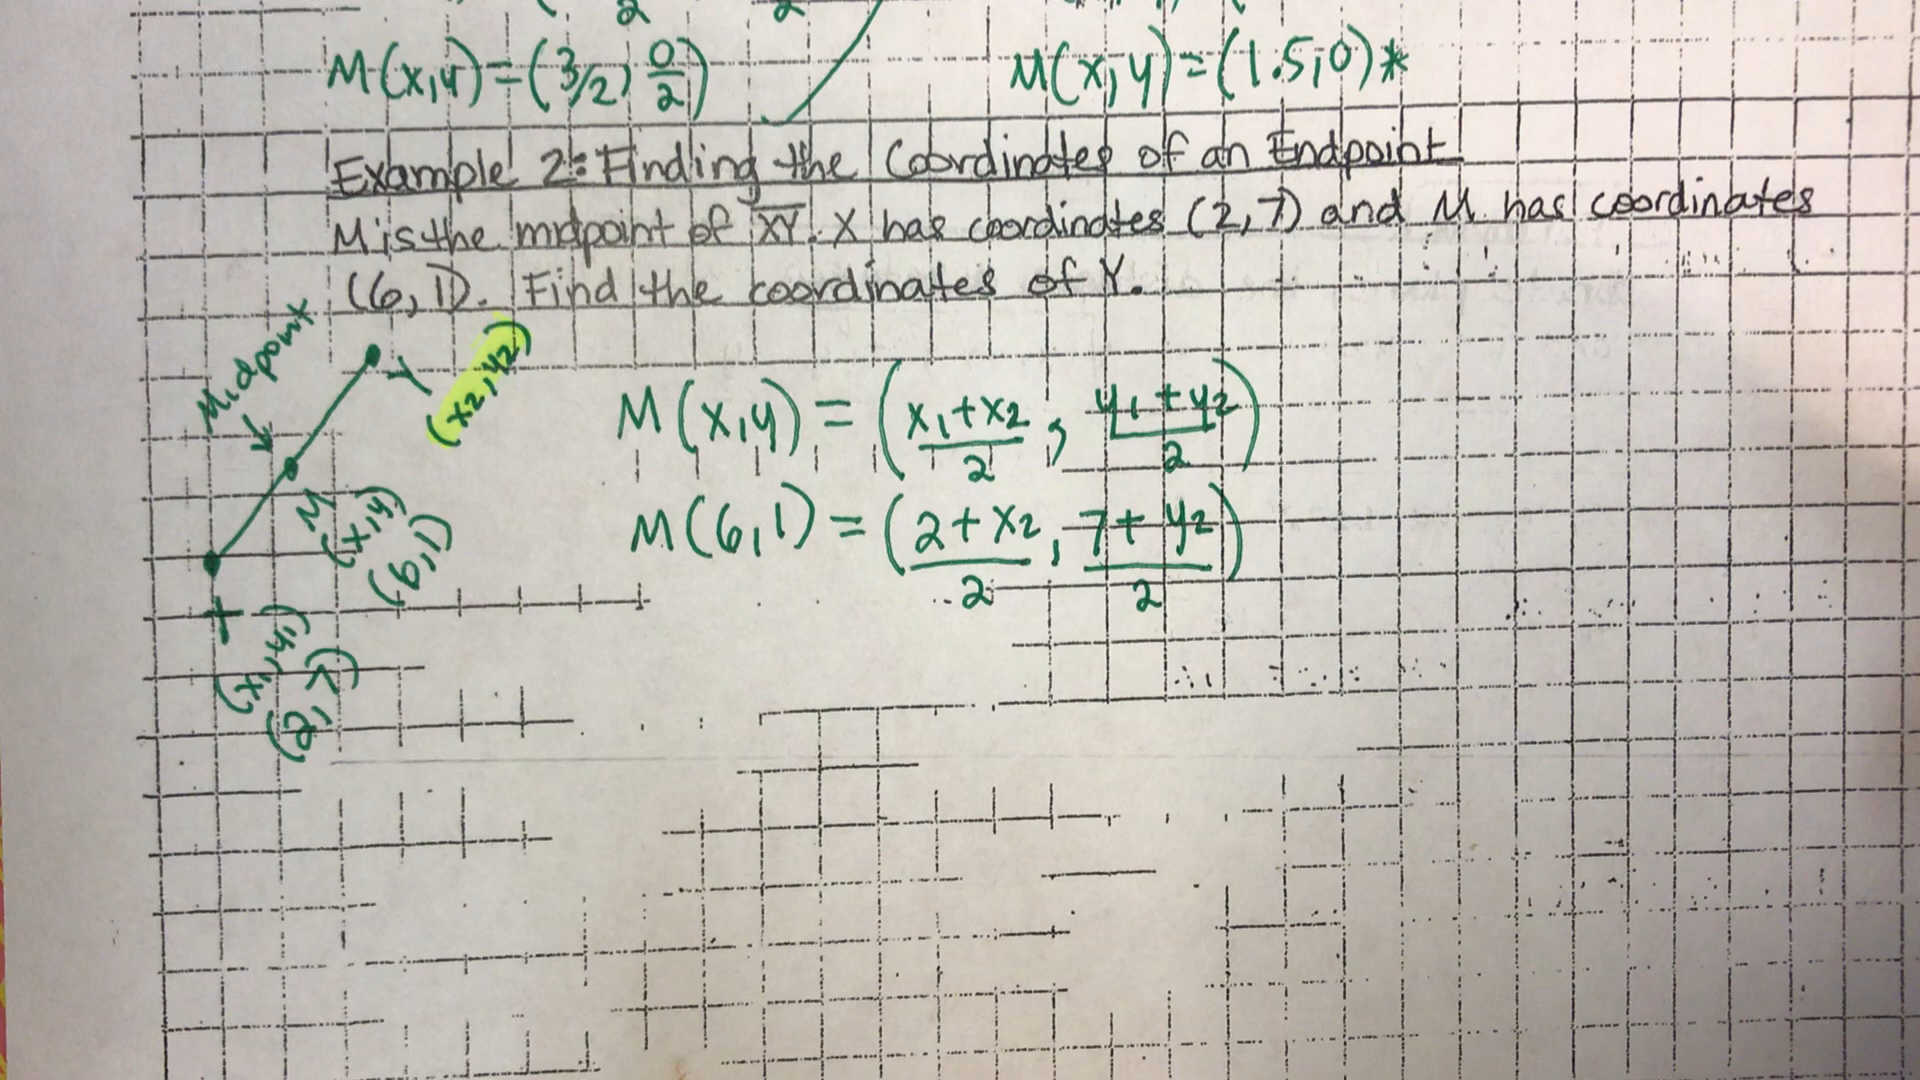 2 2
M(x,y)=(3/2, 0/2) M(x,y)=(1.5,0)*
Example 2: Finding the Coordinates of an Endpoint
M is the midpoint of XY. X has coordinates (2,7) and M has coordinates
(6,1). Find the coordinates of Y.
Midpoint
Y
(x2,y2)
M
(x,y)
(6,1)
X
(x1,y1)
(2,7)
M(x,y) = (x1+x2/2, y1+y2/2)
M(6,1) = (2+x2/2, 7+y2/2)